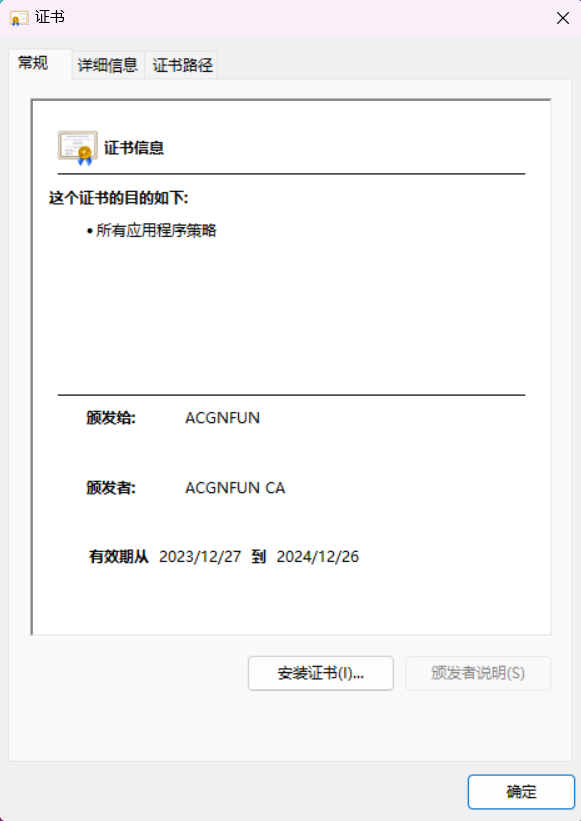 证书
常规 详细信息 证书路径
证书信息
这个证书的目的如下:
• 所有应用程序策略
颁发给: ACGNFUN
颁发者: ACGNFUN CA
有效期从 2023/12/27 到 2024/12/26
安装证书(I)... 颁发者说明(S)
确定